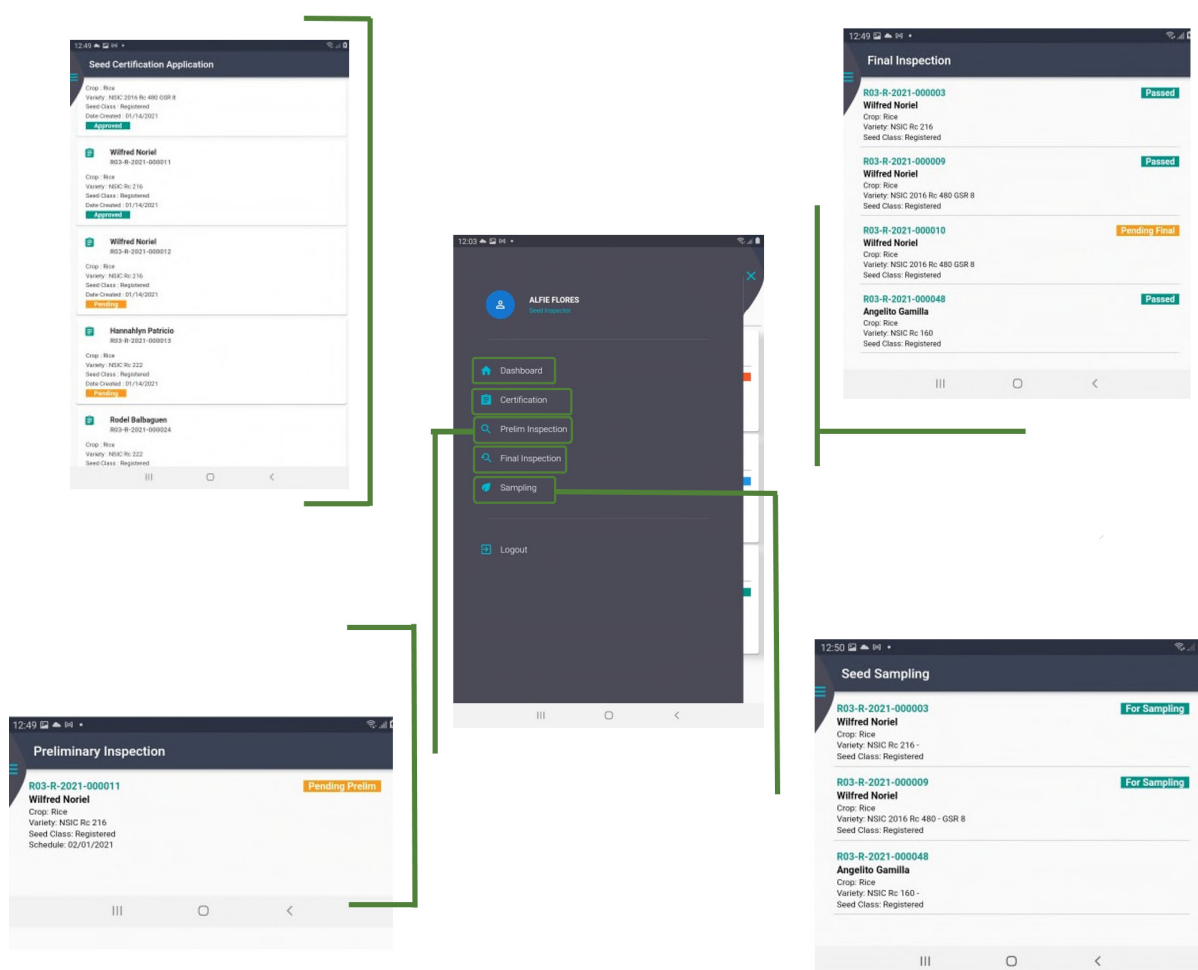 12:49
Seed Certification Application
Crop : Rice
Variety : NSIC 2016 Rc 480 GSR 8
Seed Class : Registered
Date Created : 01/14/2021
Approved
Wilfred Noriel
R03-R-2021-000011
Crop : Rice
Variety : NSIC Rc 216
Seed Class : Registered
Date Created : 01/14/2021
Approved
Wilfred Noriel
R03-R-2021-000012
Crop : Rice
Variety : NSIC Rc 216
Seed Class : Registered
Date Created : 01/14/2021
Pending
Hannahlyn Patricio
R03-R-2021-000013
Crop : Rice
Variety : NSIC Rc 222
Seed Class : Registered
Date Created : 01/14/2021
Pending
Rodel Balbaguen
R03-R-2021-000024
Crop : Rice
Variety : NSIC Rc 222
Seed Class : Registered
12:03
ALFIE FLORES
Seed Inspector
Dashboard
Certification
Prelim Inspection
Final Inspection
Sampling
Logout
12:49
Final Inspection
R03-R-2021-000003 Passed
Wilfred Noriel
Crop: Rice
Variety: NSIC Rc 216
Seed Class: Registered
R03-R-2021-000009 Passed
Wilfred Noriel
Crop: Rice
Variety: NSIC 2016 Rc 480 GSR 8
Seed Class: Registered
R03-R-2021-000010 Pending Final
Wilfred Noriel
Crop: Rice
Variety: NSIC 2016 Rc 480 GSR 8
Seed Class: Registered
R03-R-2021-000048 Passed
Angelito Gamilla
Crop: Rice
Variety: NSIC Rc 160
Seed Class: Registered
12:49
Preliminary Inspection
R03-R-2021-000011 Pending Prelim
Wilfred Noriel
Crop: Rice
Variety: NSIC Rc 216
Seed Class: Registered
Schedule: 02/01/2021
12:50
Seed Sampling
R03-R-2021-000003 For Sampling
Wilfred Noriel
Crop: Rice
Variety: NSIC Rc 216 -
Seed Class: Registered
R03-R-2021-000009 For Sampling
Wilfred Noriel
Crop: Rice
Variety: NSIC 2016 Rc 480 - GSR 8
Seed Class: Registered
R03-R-2021-000048
Angelito Gamilla
Crop: Rice
Variety: NSIC Rc 160 -
Seed Class: Registered